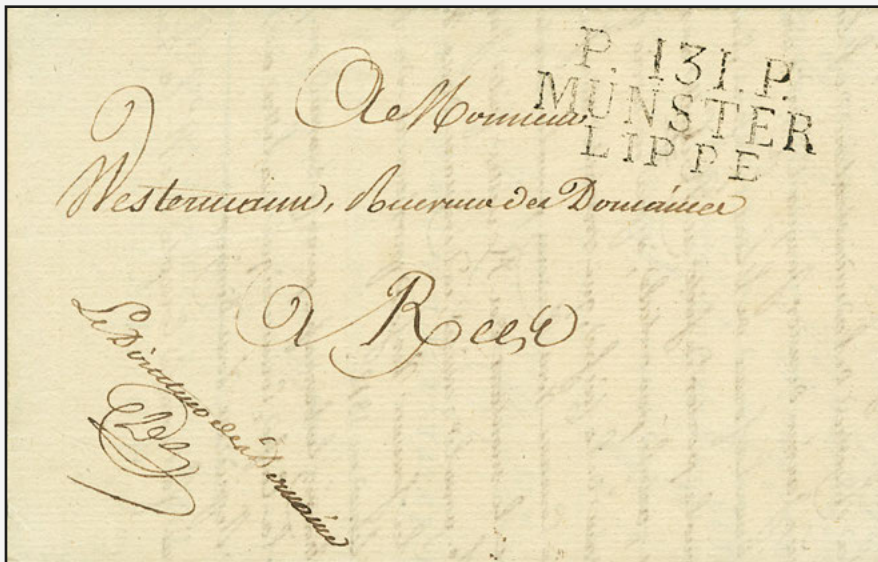 P. 131. P.
MÜNSTER
LIPPE
A Monsieur
Westermann, Receveur des Domaines
A Rees
Le Directeur des Domaines